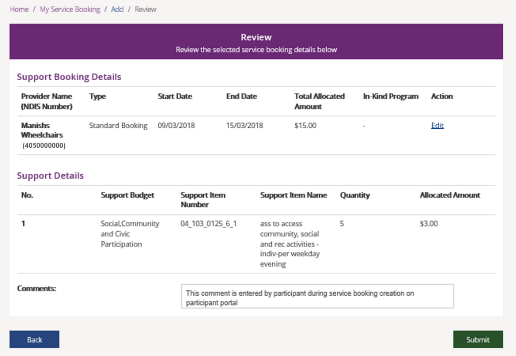 Home / My Service Booking / Add / Review
Review
Review the selected service booking details below
Support Booking Details
Provider Name (NDIS Number) Type Start Date End Date Total Allocated Amount In-Kind Program Action
Manishs Wheelchairs (4050000000) Standard Booking 09/03/2018 15/03/2018 $15.00 - Edit
Support Details
No. Support Budget Support Item Number Support Item Name Quantity Allocated Amount
1 Social,Community and Civic Participation 04_103_0125_6_1 ass to access community, social and rec activities - indiv-per weekday evening 5 $3.00
Comments:
This comment is entered by participant during service booking creation on
participant portal
Back Submit